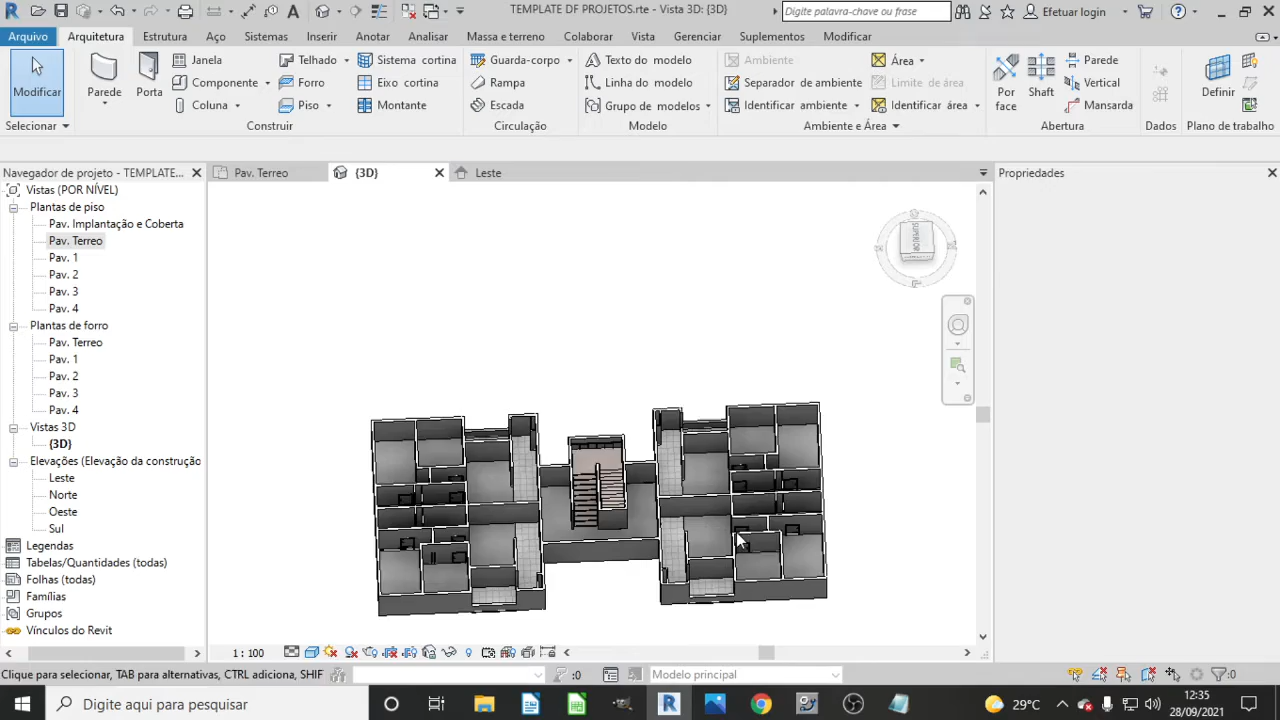 TEMPLATE DF PROJETOS.rte - Vista 3D: {3D}
Digite palavra-chave ou frase
Efetuar login
Arquivo Arquitetura Estrutura Aço Sistemas Inserir Anotar Analisar Massa e terreno Colaborar Vista Gerenciar Suplementos Modificar
Modificar
Selecionar
Parede
Porta
Janela
Componente
Coluna
Telhado
Forro
Piso
Sistema cortina
Eixo cortina
Montante
Construir
Guarda-corpo
Rampa
Escada
Circulação
Texto do modelo
Linha do modelo
Grupo de modelos
Modelo
Ambiente
Separador de ambiente
Identificar ambiente
Área
Limite de área
Identificar área
Ambiente e Área
Por face
Shaft
Parede
Vertical
Mansarda
Abertura
Dados
Definir
Plano de trabalho
Navegador de projeto - TEMPLATE...
Pav. Terreo
{3D}
Leste
Propriedades
Vistas (POR NÍVEL)
Plantas de piso
Pav. Implantação e Coberta
Pav. Terreo
Pav. 1
Pav. 2
Pav. 3
Pav. 4
Plantas de forro
Pav. Terreo
Pav. 1
Pav. 2
Pav. 3
Pav. 4
Vistas 3D
{3D}
Elevações (Elevação da construção
Leste
Norte
Oeste
Sul
Legendas
Tabelas/Quantidades (todas)
Folhas (todas)
Famílias
Grupos
Vínculos do Revit
1 : 100
Clique para selecionar, TAB para alternativas, CTRL adiciona, SHIF
:0
Modelo principal
:0
Digite aqui para pesquisar
29°C
12:35
28/09/2021